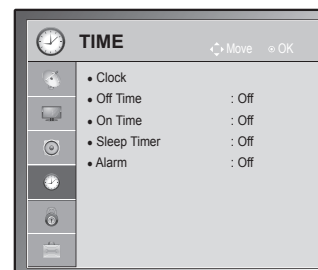 TIME
Move OK
• Clock
• Off Time : Off
• On Time : Off
• Sleep Timer : Off
• Alarm : Off